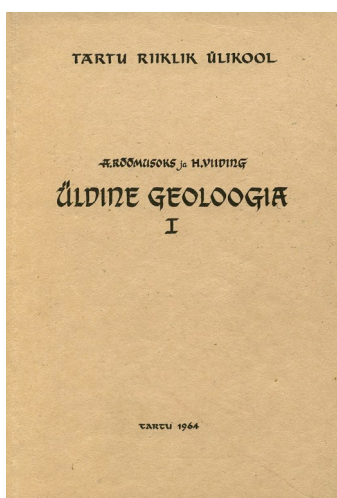 TARTU RIIKLIK ÜLIKOOL
A.RÕÕMUSOKS ja H.VIIDING
ÜLDINE GEOLOOGIA
I
TARTU 1964